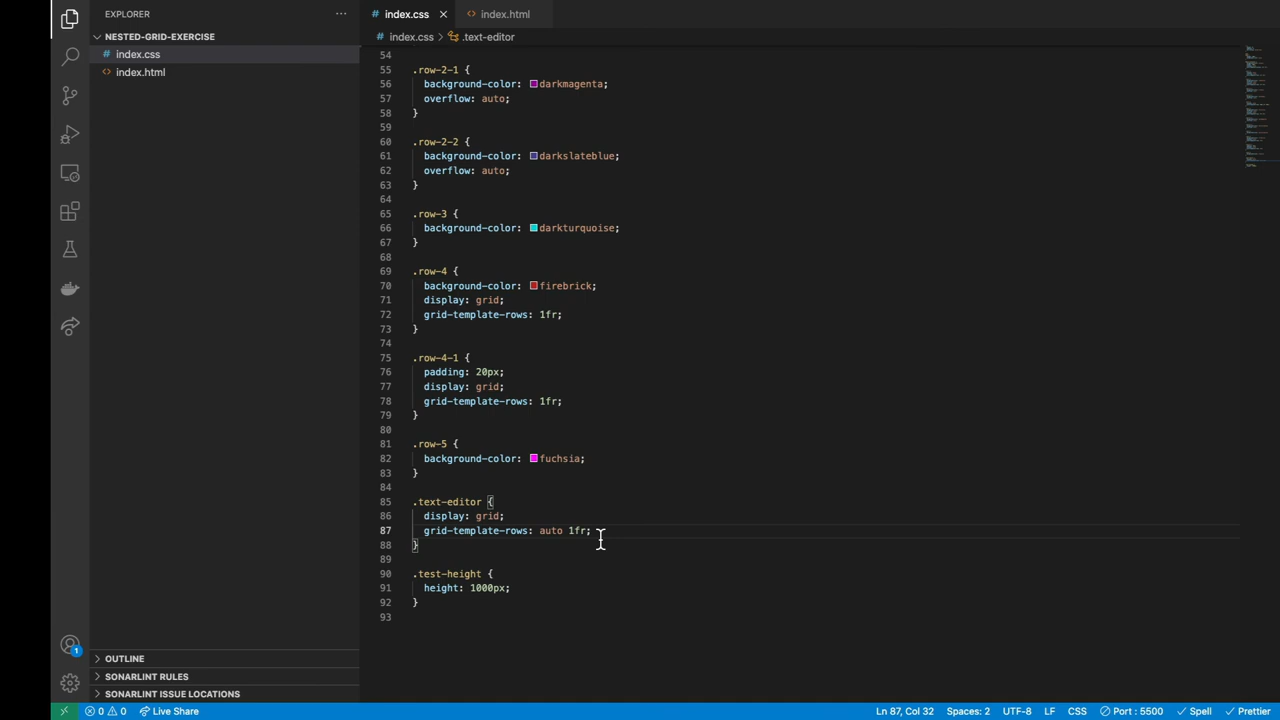 EXPLORER
index.css
index.html
NESTED-GRID-EXERCISE
index.css > .text-editor
# index.css
<> index.html
54
55 .row-2-1 {
56 background-color: darkmagenta;
57 overflow: auto;
58 }
59
60 .row-2-2 {
61 background-color: darkslateblue;
62 overflow: auto;
63 }
64
65 .row-3 {
66 background-color: darkturquoise;
67 }
68
69 .row-4 {
70 background-color: firebrick;
71 display: grid;
72 grid-template-rows: 1fr;
73 }
74
75 .row-4-1 {
76 padding: 20px;
77 display: grid;
78 grid-template-rows: 1fr;
79 }
80
81 .row-5 {
82 background-color: fuchsia;
83 }
84
85 .text-editor {
86 display: grid;
87 grid-template-rows: auto 1fr;
88 }
89
90 .test-height {
91 height: 1000px;
92 }
93
OUTLINE
SONARLINT RULES
SONARLINT ISSUE LOCATIONS
1
0 0 Live Share Ln 87, Col 32 Spaces: 2 UTF-8 LF CSS Port : 5500 Spell Prettier